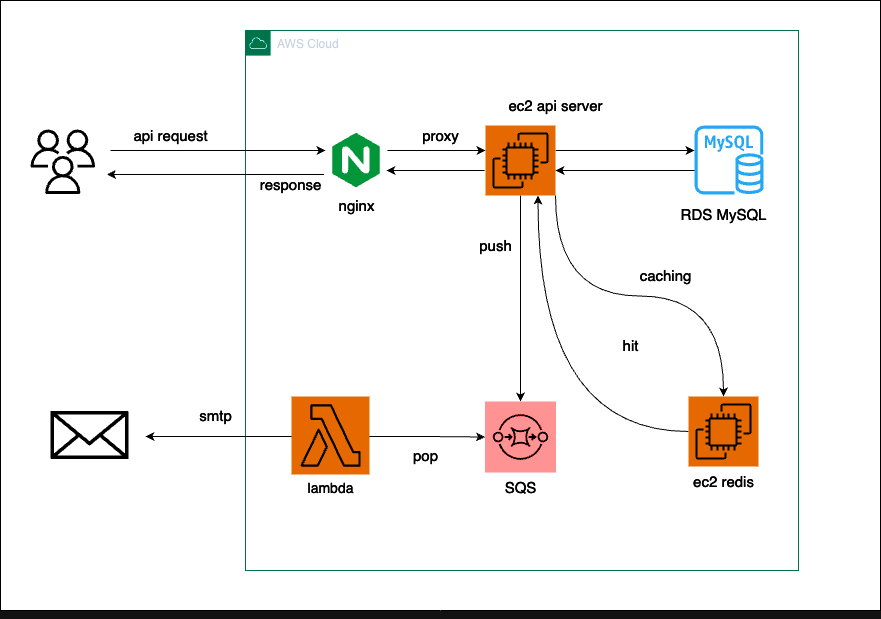 AWS Cloud
ec2 api server
api request
proxy
MySQL
N
response
nginx
RDS MySQL
push
caching
hit
smtp
pop
lambda
SQS
ec2 redis